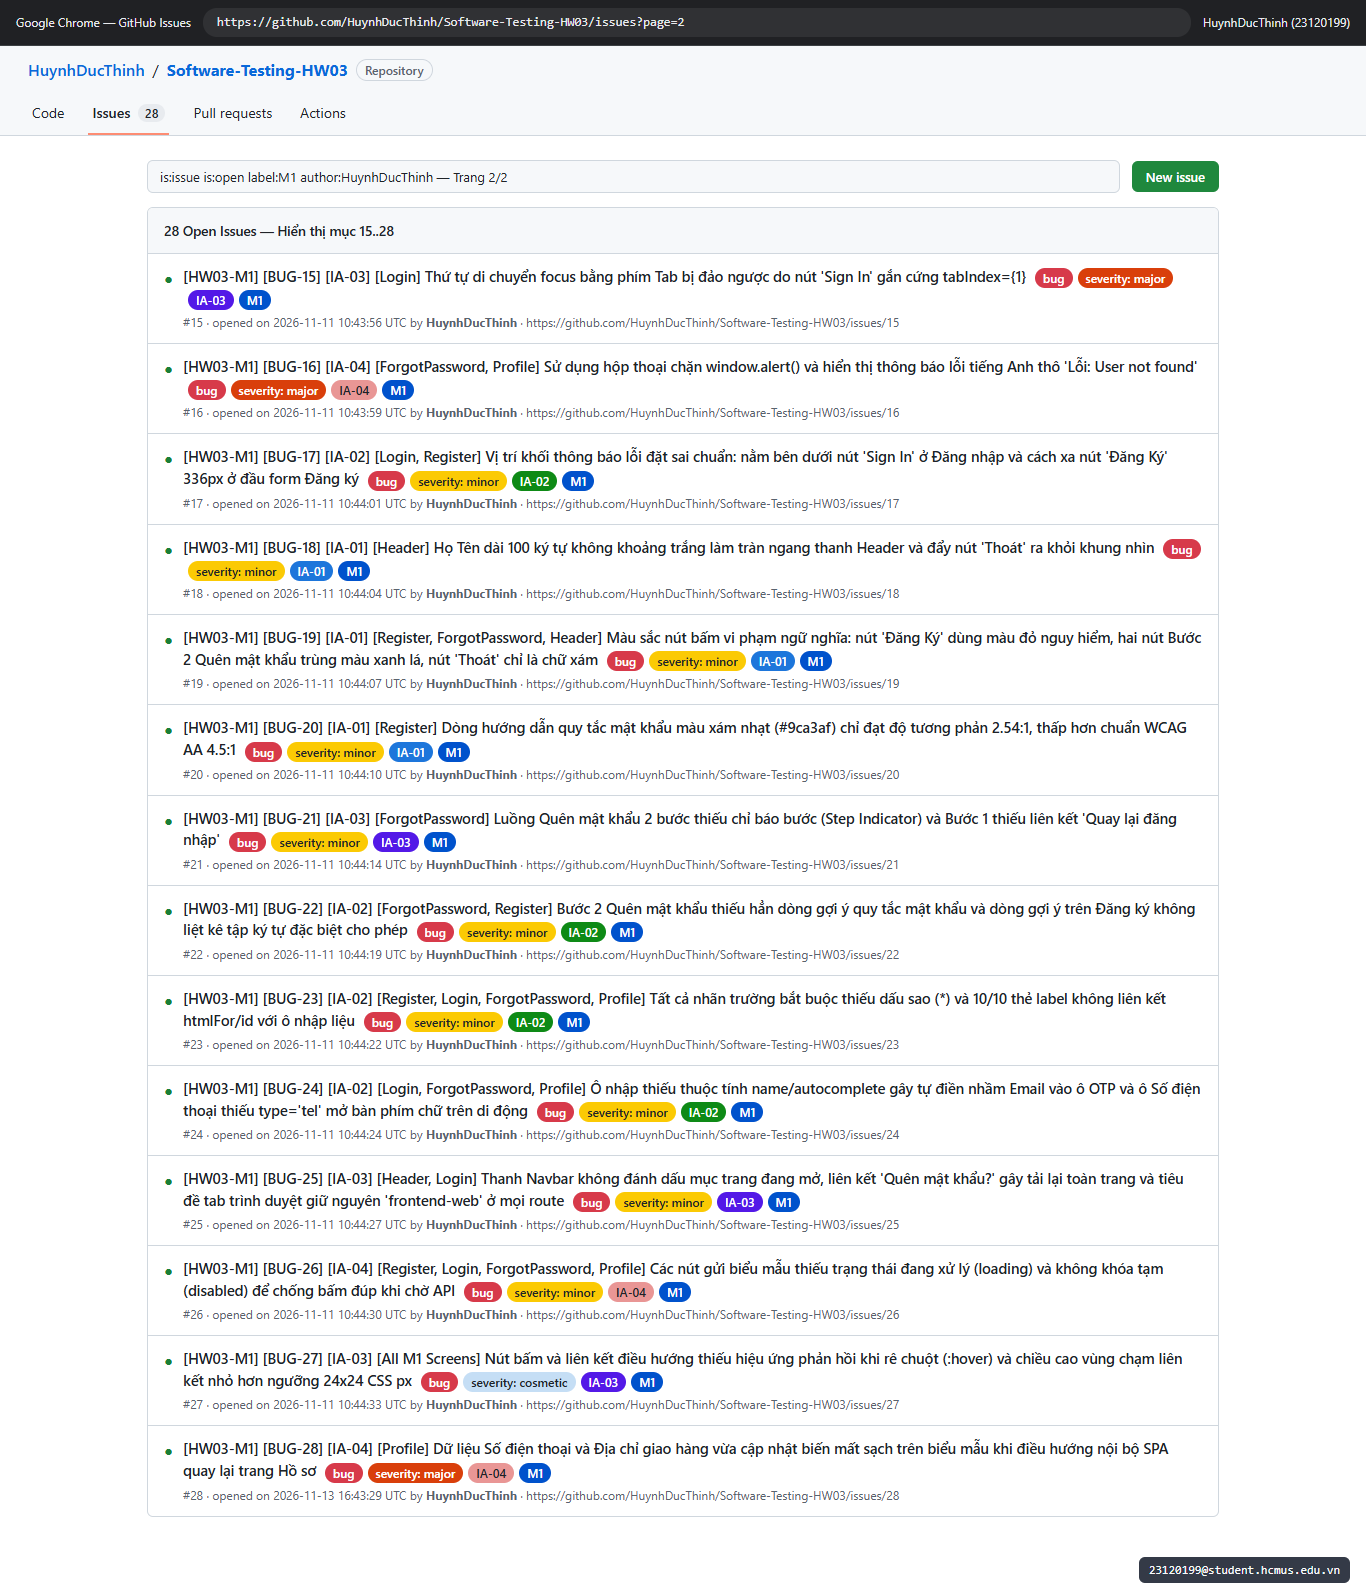 Google Chrome — GitHub Issues
https://github.com/HuynhDucThinh/Software-Testing-HW03/issues?page=2
HuynhDucThinh (23120199)
HuynhDucThinh / Software-Testing-HW03 Repository
Code Issues 28 Pull requests Actions
is:issue is:open label:M1 author:HuynhDucThinh — Trang 2/2
New issue
28 Open Issues — Hiển thị mục 15..28
[HW03-M1] [BUG-15] [IA-03] [Login] Thứ tự di chuyển focus bằng phím Tab bị đảo ngược do nút 'Sign In' gắn cứng tabIndex={1} bug severity: major
IA-03 M1
#15 · opened on 2026-11-11 10:43:56 UTC by HuynhDucThinh · https://github.com/HuynhDucThinh/Software-Testing-HW03/issues/15
[HW03-M1] [BUG-16] [IA-04] [ForgotPassword, Profile] Sử dụng hộp thoại chặn window.alert() và hiển thị thông báo lỗi tiếng Anh thô 'Lỗi: User not found'
bug severity: major IA-04 M1
#16 · opened on 2026-11-11 10:43:59 UTC by HuynhDucThinh · https://github.com/HuynhDucThinh/Software-Testing-HW03/issues/16
[HW03-M1] [BUG-17] [IA-02] [Login, Register] Vị trí khối thông báo lỗi đặt sai chuẩn: nằm bên dưới nút 'Sign In' ở Đăng nhập và cách xa nút 'Đăng Ký'
336px ở đầu form Đăng ký bug severity: minor IA-02 M1
#17 · opened on 2026-11-11 10:44:01 UTC by HuynhDucThinh · https://github.com/HuynhDucThinh/Software-Testing-HW03/issues/17
[HW03-M1] [BUG-18] [IA-01] [Header] Họ Tên dài 100 ký tự không khoảng trắng làm tràn ngang thanh Header và đẩy nút 'Thoát' ra khỏi khung nhìn bug
severity: minor IA-01 M1
#18 · opened on 2026-11-11 10:44:04 UTC by HuynhDucThinh · https://github.com/HuynhDucThinh/Software-Testing-HW03/issues/18
[HW03-M1] [BUG-19] [IA-01] [Register, ForgotPassword, Header] Màu sắc nút bấm vi phạm ngữ nghĩa: nút 'Đăng Ký' dùng màu đỏ nguy hiểm, hai nút Bước
2 Quên mật khẩu trùng màu xanh lá, nút 'Thoát' chỉ là chữ xám bug severity: minor IA-01 M1
#19 · opened on 2026-11-11 10:44:07 UTC by HuynhDucThinh · https://github.com/HuynhDucThinh/Software-Testing-HW03/issues/19
[HW03-M1] [BUG-20] [IA-01] [Register] Dòng hướng dẫn quy tắc mật khẩu màu xám nhạt (#9ca3af) chỉ đạt độ tương phản 2.54:1, thấp hơn chuẩn WCAG
AA 4.5:1 bug severity: minor IA-01 M1
#20 · opened on 2026-11-11 10:44:10 UTC by HuynhDucThinh · https://github.com/HuynhDucThinh/Software-Testing-HW03/issues/20
[HW03-M1] [BUG-21] [IA-03] [ForgotPassword] Luồng Quên mật khẩu 2 bước thiếu chỉ báo bước (Step Indicator) và Bước 1 thiếu liên kết 'Quay lại đăng
nhập' bug severity: minor IA-03 M1
#21 · opened on 2026-11-11 10:44:14 UTC by HuynhDucThinh · https://github.com/HuynhDucThinh/Software-Testing-HW03/issues/21
[HW03-M1] [BUG-22] [IA-02] [ForgotPassword, Register] Bước 2 Quên mật khẩu thiếu hẳn dòng gợi ý quy tắc mật khẩu và dòng gợi ý trên Đăng ký không
liệt kê tập ký tự đặc biệt cho phép bug severity: minor IA-02 M1
#22 · opened on 2026-11-11 10:44:19 UTC by HuynhDucThinh · https://github.com/HuynhDucThinh/Software-Testing-HW03/issues/22
[HW03-M1] [BUG-23] [IA-02] [Register, Login, ForgotPassword, Profile] Tất cả nhãn trường bắt buộc thiếu dấu sao (*) và 10/10 thẻ label không liên kết
htmlFor/id với ô nhập liệu bug severity: minor IA-02 M1
#23 · opened on 2026-11-11 10:44:22 UTC by HuynhDucThinh · https://github.com/HuynhDucThinh/Software-Testing-HW03/issues/23
[HW03-M1] [BUG-24] [IA-02] [Login, ForgotPassword, Profile] Ô nhập thiếu thuộc tính name/autocomplete gây tự điền nhầm Email vào ô OTP và ô Số điện
thoại thiếu type='tel' mở bàn phím chữ trên di động bug severity: minor IA-02 M1
#24 · opened on 2026-11-11 10:44:24 UTC by HuynhDucThinh · https://github.com/HuynhDucThinh/Software-Testing-HW03/issues/24
[HW03-M1] [BUG-25] [IA-03] [Header, Login] Thanh Navbar không đánh dấu mục trang đang mở, liên kết 'Quên mật khẩu?' gây tải lại toàn trang và tiêu
đề tab trình duyệt giữ nguyên 'frontend-web' ở mọi route bug severity: minor IA-03 M1
#25 · opened on 2026-11-11 10:44:27 UTC by HuynhDucThinh · https://github.com/HuynhDucThinh/Software-Testing-HW03/issues/25
[HW03-M1] [BUG-26] [IA-04] [Register, Login, ForgotPassword, Profile] Các nút gửi biểu mẫu thiếu trạng thái đang xử lý (loading) và không khóa tạm
(disabled) để chống bấm đúp khi chờ API bug severity: minor IA-04 M1
#26 · opened on 2026-11-11 10:44:30 UTC by HuynhDucThinh · https://github.com/HuynhDucThinh/Software-Testing-HW03/issues/26
[HW03-M1] [BUG-27] [IA-03] [All M1 Screens] Nút bấm và liên kết điều hướng thiếu hiệu ứng phản hồi khi rê chuột (:hover) và chiều cao vùng chạm liên
kết nhỏ hơn ngưỡng 24x24 CSS px bug severity: cosmetic IA-03 M1
#27 · opened on 2026-11-11 10:44:33 UTC by HuynhDucThinh · https://github.com/HuynhDucThinh/Software-Testing-HW03/issues/27
[HW03-M1] [BUG-28] [IA-04] [Profile] Dữ liệu Số điện thoại và Địa chỉ giao hàng vừa cập nhật biến mất sạch trên biểu mẫu khi điều hướng nội bộ SPA
quay lại trang Hồ sơ bug severity: major IA-04 M1
#28 · opened on 2026-11-13 16:43:29 UTC by HuynhDucThinh · https://github.com/HuynhDucThinh/Software-Testing-HW03/issues/28
23120199@student.hcmus.edu.vn